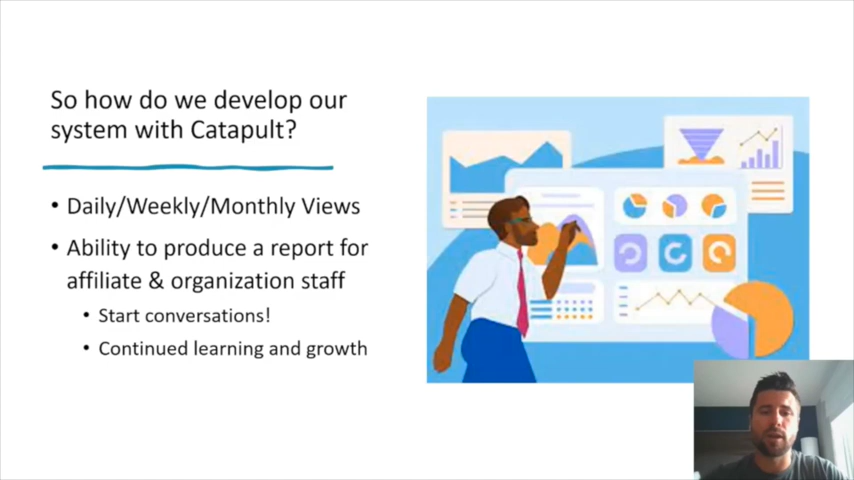 So how do we develop our
system with Catapult?
• Daily/Weekly/Monthly Views
• Ability to produce a report for
affiliate & organization staff
• Start conversations!
• Continued learning and growth